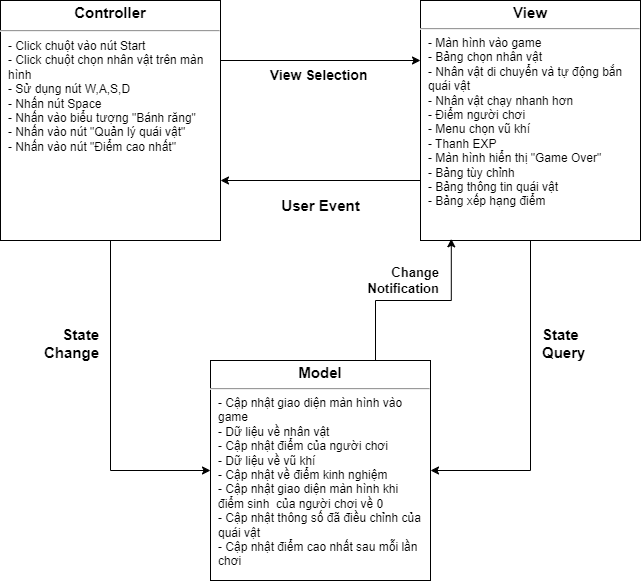 Controller
- Click chuột vào nút Start
- Click chuột chọn nhân vật trên màn
hình
- Sử dụng nút W,A,S,D
- Nhấn nút Space
- Nhấn vào biểu tượng "Bánh răng"
- Nhấn vào nút "Quản lý quái vật"
- Nhấn vào nút "Điểm cao nhất"
View Selection
User Event
View
- Màn hình vào game
- Bảng chọn nhân vật
- Nhân vật di chuyển và tự động bắn
quái vật
- Nhân vật chạy nhanh hơn
- Điểm người chơi
- Menu chọn vũ khí
- Thanh EXP
- Màn hình hiển thị "Game Over"
- Bảng tùy chỉnh
- Bảng thông tin quái vật
- Bảng xếp hạng điểm
State
Change
Change
Notification
State
Query
Model
- Cập nhật giao diện màn hình vào
game
- Dữ liệu về nhân vật
- Cập nhật điểm của người chơi
- Dữ liệu về vũ khí
- Cập nhật về điểm kinh nghiệm
- Cập nhật giao diện màn hình khi
điểm sinh của người chơi về 0
- Cập nhật thông số đã điều chỉnh của
quái vật
- Cập nhật điểm cao nhất sau mỗi lần
chơi